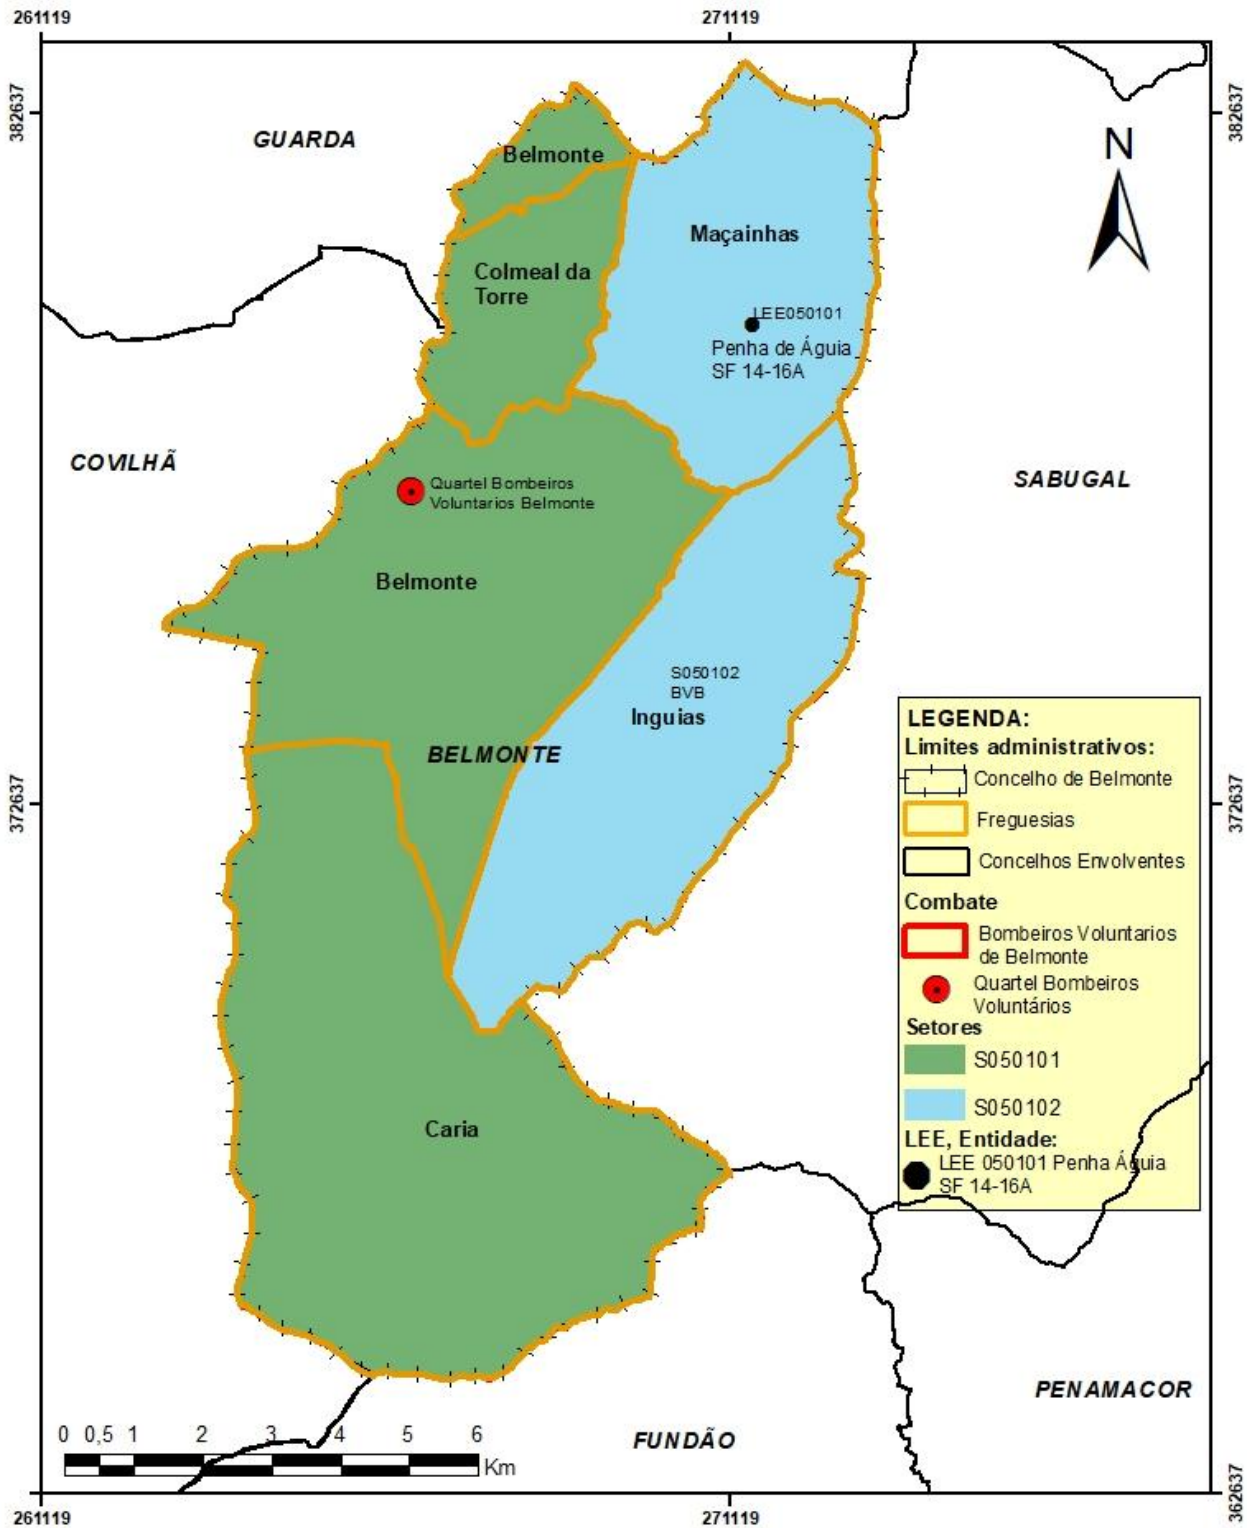 261119
271119
382637
382637
GUARDA
N
Belmonte
Maçainhas
Colmeal da
Torre
LEE050101
Penha de Águia
SF 14-16A
COVILHÃ
SABUGAL
Quartel Bombeiros
Voluntarios Belmonte
Belmonte
S050102
BVB
Inguias
BELMONTE
372637
372637
LEGENDA:
Limites administrativos:
Concelho de Belmonte
Freguesias
Concelhos Envolventes
Combate
Bombeiros Voluntarios
de Belmonte
Quartel Bombeiros
Voluntários
Setores
S050101
S050102
LEE, Entidade:
LEE 050101 Penha Águia
SF 14-16A
Caria
PENAMACOR
FUNDÃO
0 0,5 1 2 3 4 5 6
Km
362637
261119
271119